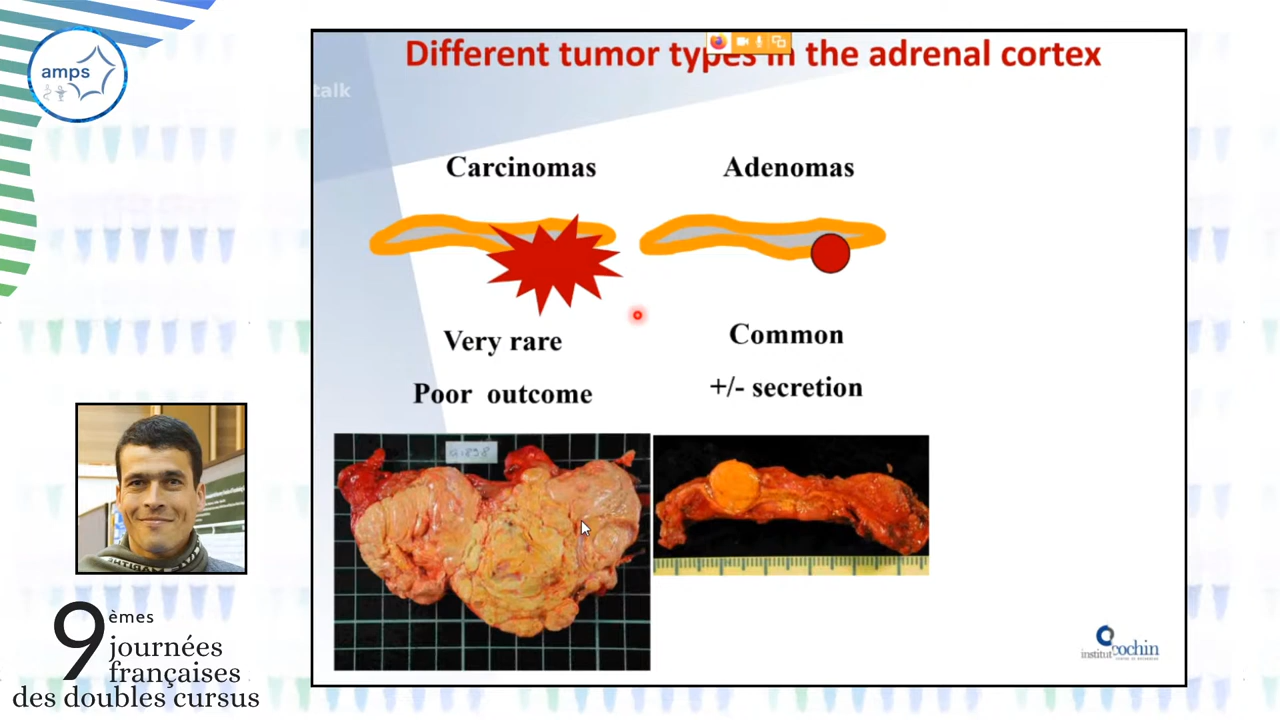 amps
Different tumor types in the adrenal cortex
talk
Carcinomas
Adenomas
Very rare
Common
Poor outcome
+/- secretion
9 èmes
journées
françaises
des doubles cursus
institut cochin